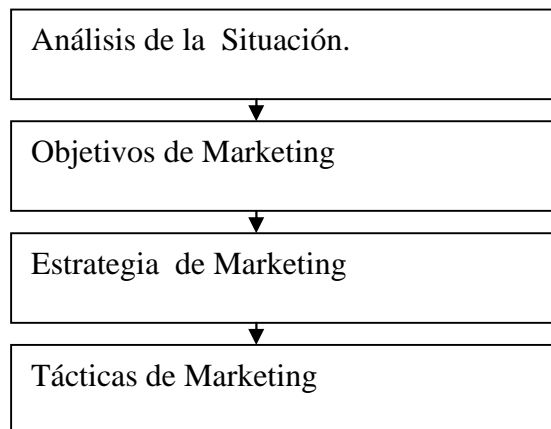 Análisis de la  Situación.
Objetivos de Marketing
Estrategia  de Marketing
Tácticas de Marketing